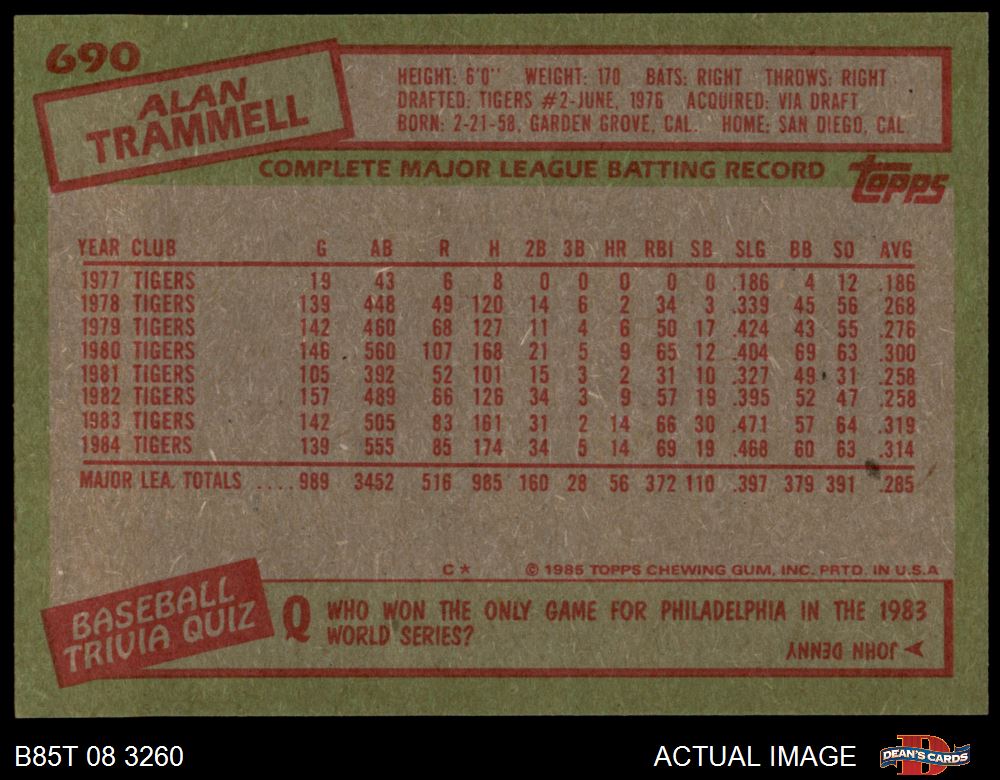 690
ALAN
TRAMMELL
HEIGHT: 6'0" WEIGHT: 170 BATS: RIGHT THROWS: RIGHT
DRAFTED: TIGERS #2-JUNE, 1976 ACQUIRED: VIA DRAFT
BORN: 2-21-58, GARDEN GROVE, CAL. HOME: SAN DIEGO, CAL.
COMPLETE MAJOR LEAGUE BATTING RECORD
Topps
YEAR CLUB G AB R H 2B 3B HR RBI SB SLG BB SO AVG
1977 TIGERS 19 43 6 8 0 0 0 0 0 .186 4 12 .186
1978 TIGERS 139 448 49 120 14 6 2 34 3 .339 45 56 .268
1979 TIGERS 142 460 68 127 11 4 6 50 17 .424 43 55 .276
1980 TIGERS 146 560 107 168 21 5 9 65 12 .404 69 63 .300
1981 TIGERS 105 392 52 101 15 3 2 31 10 .327 49 31 .258
1982 TIGERS 157 489 66 126 34 3 9 57 19 .395 52 47 .258
1983 TIGERS 142 505 83 161 31 2 14 66 30 .471 57 64 .319
1984 TIGERS 139 555 85 174 34 5 14 69 19 .468 60 63 .314
MAJOR LEA. TOTALS ....989 3452 516 985 160 28 56 372 110 .397 379 391 .285
C★ © 1985 TOPPS CHEWING GUM, INC. PRTD. IN U.S.A
BASEBALL
TRIVIA QUIZ
Q WHO WON THE ONLY GAME FOR PHILADELPHIA IN THE 1983
WORLD SERIES?
JOHN DENNY
B85T 08 3260
ACTUAL IMAGE
DEAN'S CARDS